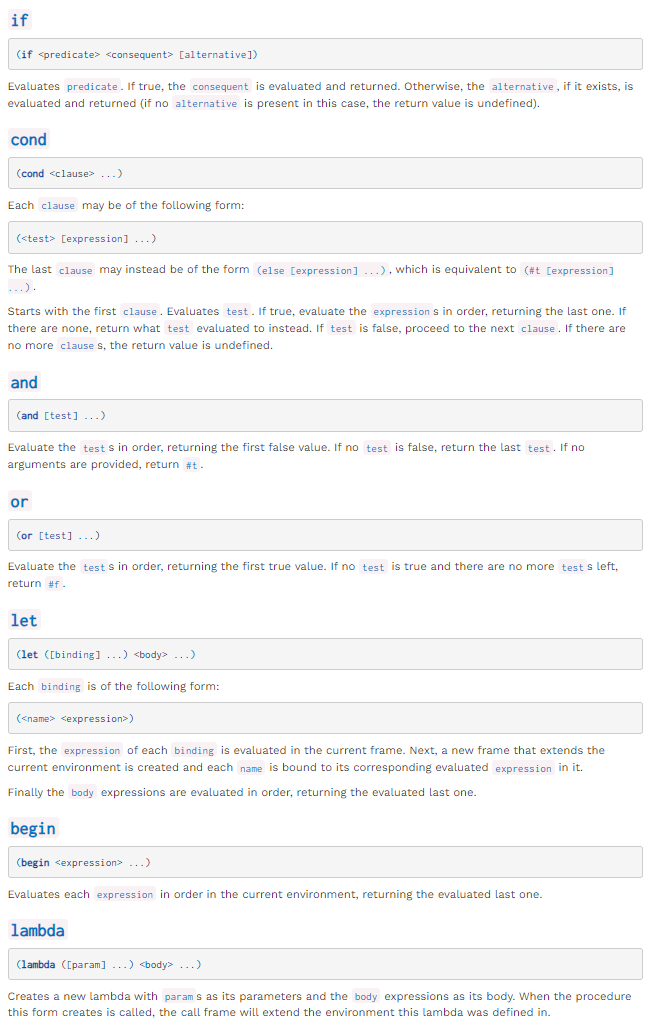 if
(if <predicate> <consequent> [alternative])
Evaluates predicate. If true, the consequent is evaluated and returned. Otherwise, the alternative, if it exists, is
evaluated and returned (if no alternative is present in this case, the return value is undefined).
cond
(cond <clause> ...)
Each clause may be of the following form:
(<test> [expression] ...)
The last clause may instead be of the form (else [expression] ...), which is equivalent to (#t [expression]
...).
Starts with the first clause. Evaluates test. If true, evaluate the expressions in order, returning the last one. If
there are none, return what test evaluated to instead. If test is false, proceed to the next clause. If there are
no more clauses, the return value is undefined.
and
(and [test] ...)
Evaluate the tests in order, returning the first false value. If no test is false, return the last test. If no
arguments are provided, return #t.
or
(or [test] ...)
Evaluate the tests in order, returning the first true value. If no test is true and there are no more tests left,
return #f.
let
(let ([binding] ...) <body> ...)
Each binding is of the following form:
(<name> <expression>)
First, the expression of each binding is evaluated in the current frame. Next, a new frame that extends the
current environment is created and each name is bound to its corresponding evaluated expression in it.
Finally the body expressions are evaluated in order, returning the evaluated last one.
begin
(begin <expression> ...)
Evaluates each expression in order in the current environment, returning the evaluated last one.
lambda
(lambda ([param] ...) <body> ...)
Creates a new lambda with params as its parameters and the body expressions as its body. When the procedure
this form creates is called, the call frame will extend the environment this lambda was defined in.